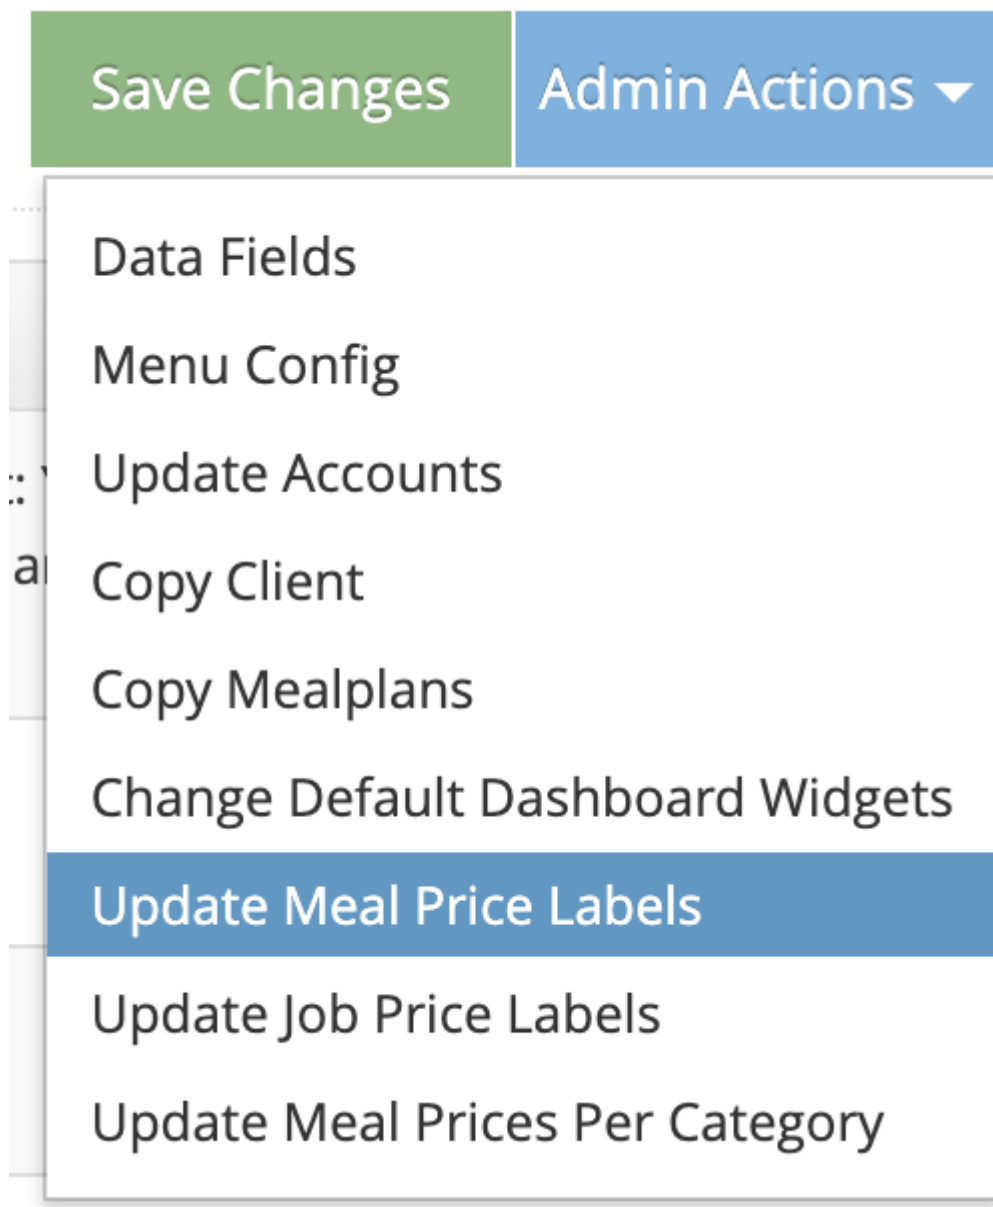 Save Changes
Admin Actions
Data Fields
Menu Config
Update Accounts
Copy Client
Copy Mealplans
Change Default Dashboard Widgets
Update Meal Price Labels
Update Job Price Labels
Update Meal Prices Per Category